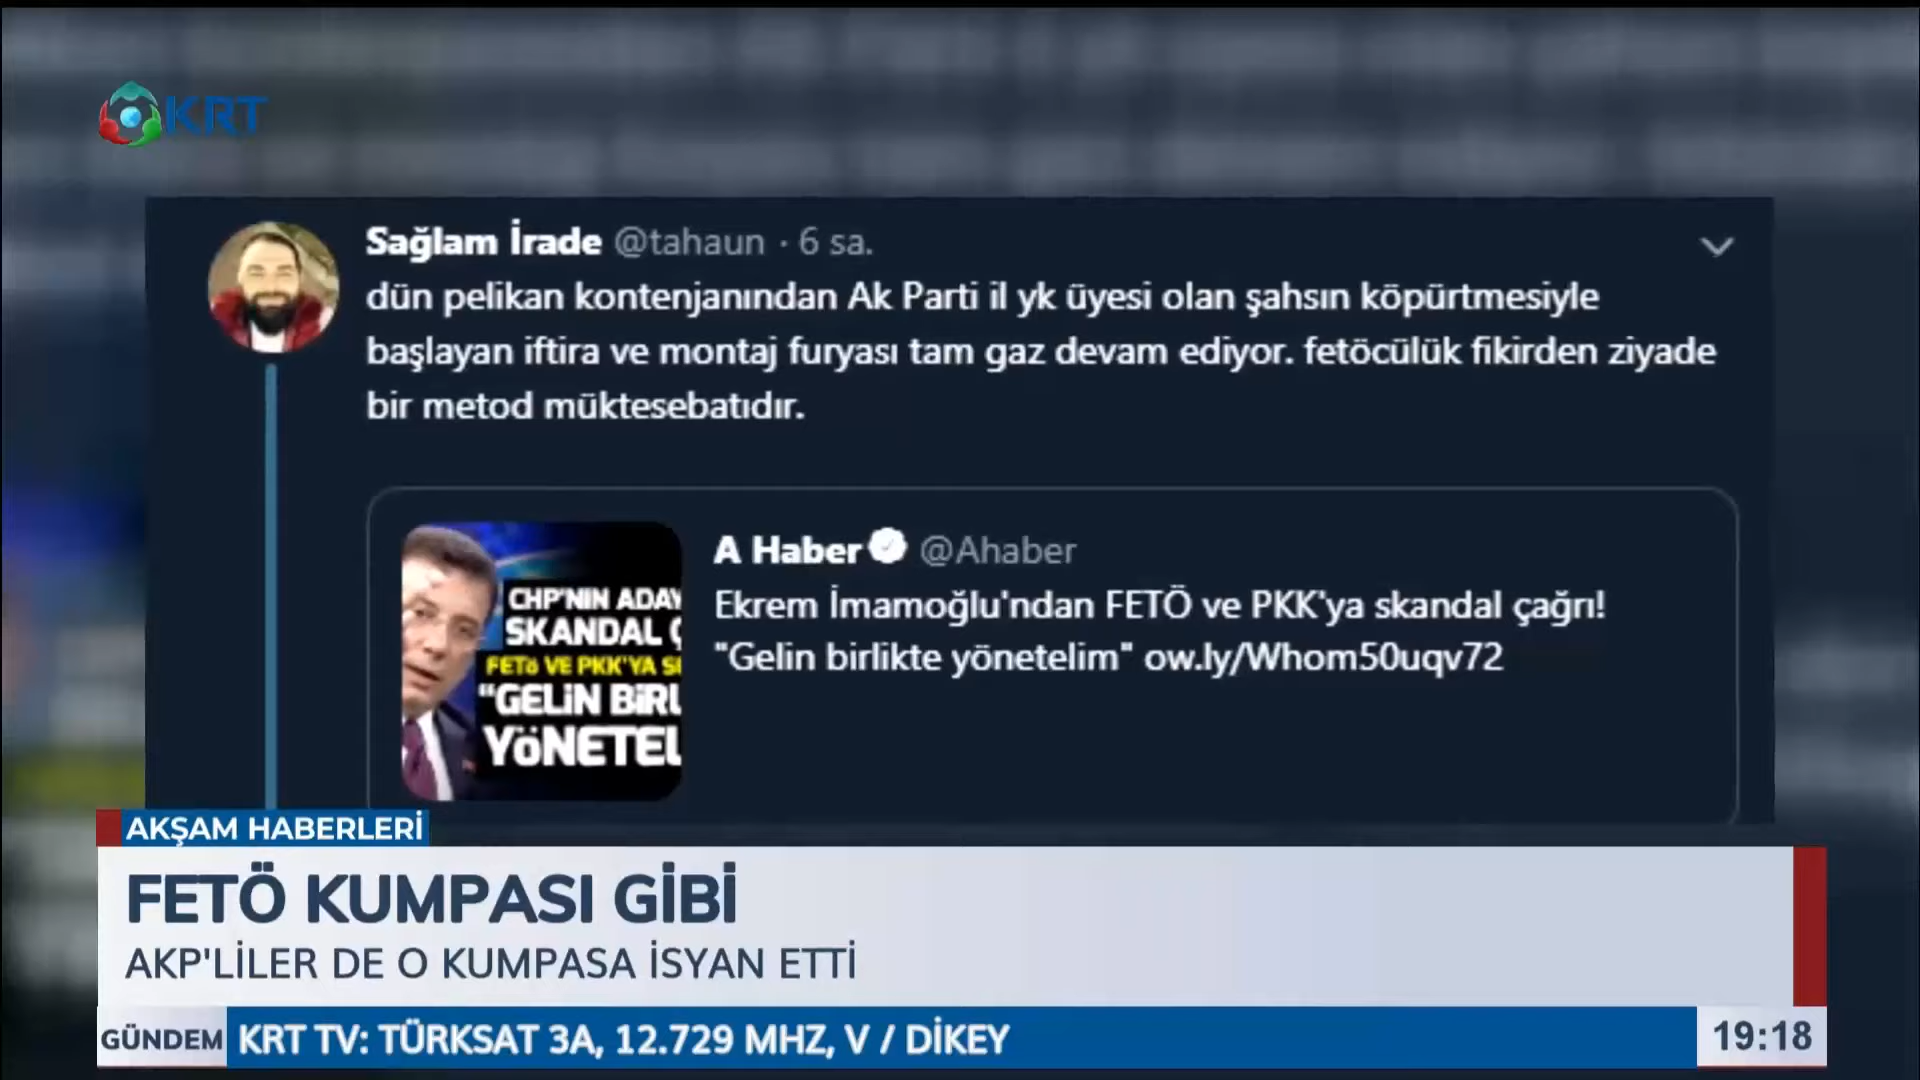 KRT
Sağlam İrade @tahaun · 6 sa.
dün pelikan kontenjanından Ak Parti il yk üyesi olan şahsın köpürtmesiyle
başlayan iftira ve montaj furyası tam gaz devam ediyor. fetöcülük fikirden ziyade
bir metod müktesebatıdır.
A Haber @Ahaber
Ekrem İmamoğlu'ndan FETÖ ve PKK'ya skandal çağrı!
"Gelin birlikte yönetelim" ow.ly/Whom50uqv72
CHP'NIN ADAY
SKANDAL Ç
FETÖ VE PKK'YA S
"GELİN BİRL
YÖNETEL
AKŞAM HABERLERİ
FETÖ KUMPASI GİBİ
AKP'LİLER DE O KUMPASA İSYAN ETTİ
GÜNDEM KRT TV: TÜRKSAT 3A, 12.729 MHZ, V / DİKEY 19:18